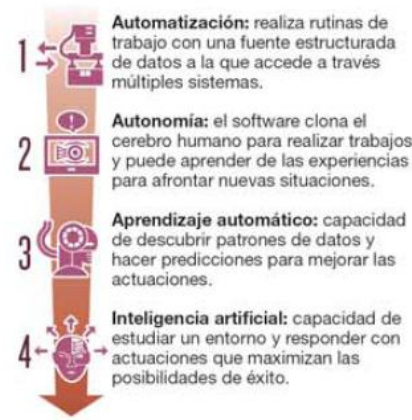 1
Automatización: realiza rutinas de
trabajo con una fuente estructurada
de datos a la que accede a través
múltiples sistemas.
2
Autonomía: el software clona el
cerebro humano para realizar trabajos
y puede aprender de las experiencias
para afrontar nuevas situaciones.
3
Aprendizaje automático: capacidad
de descubrir patrones de datos y
hacer predicciones para mejorar las
actuaciones.
4
Inteligencia artificial: capacidad de
estudiar un entorno y responder con
actuaciones que maximizan las
posibilidades de éxito.